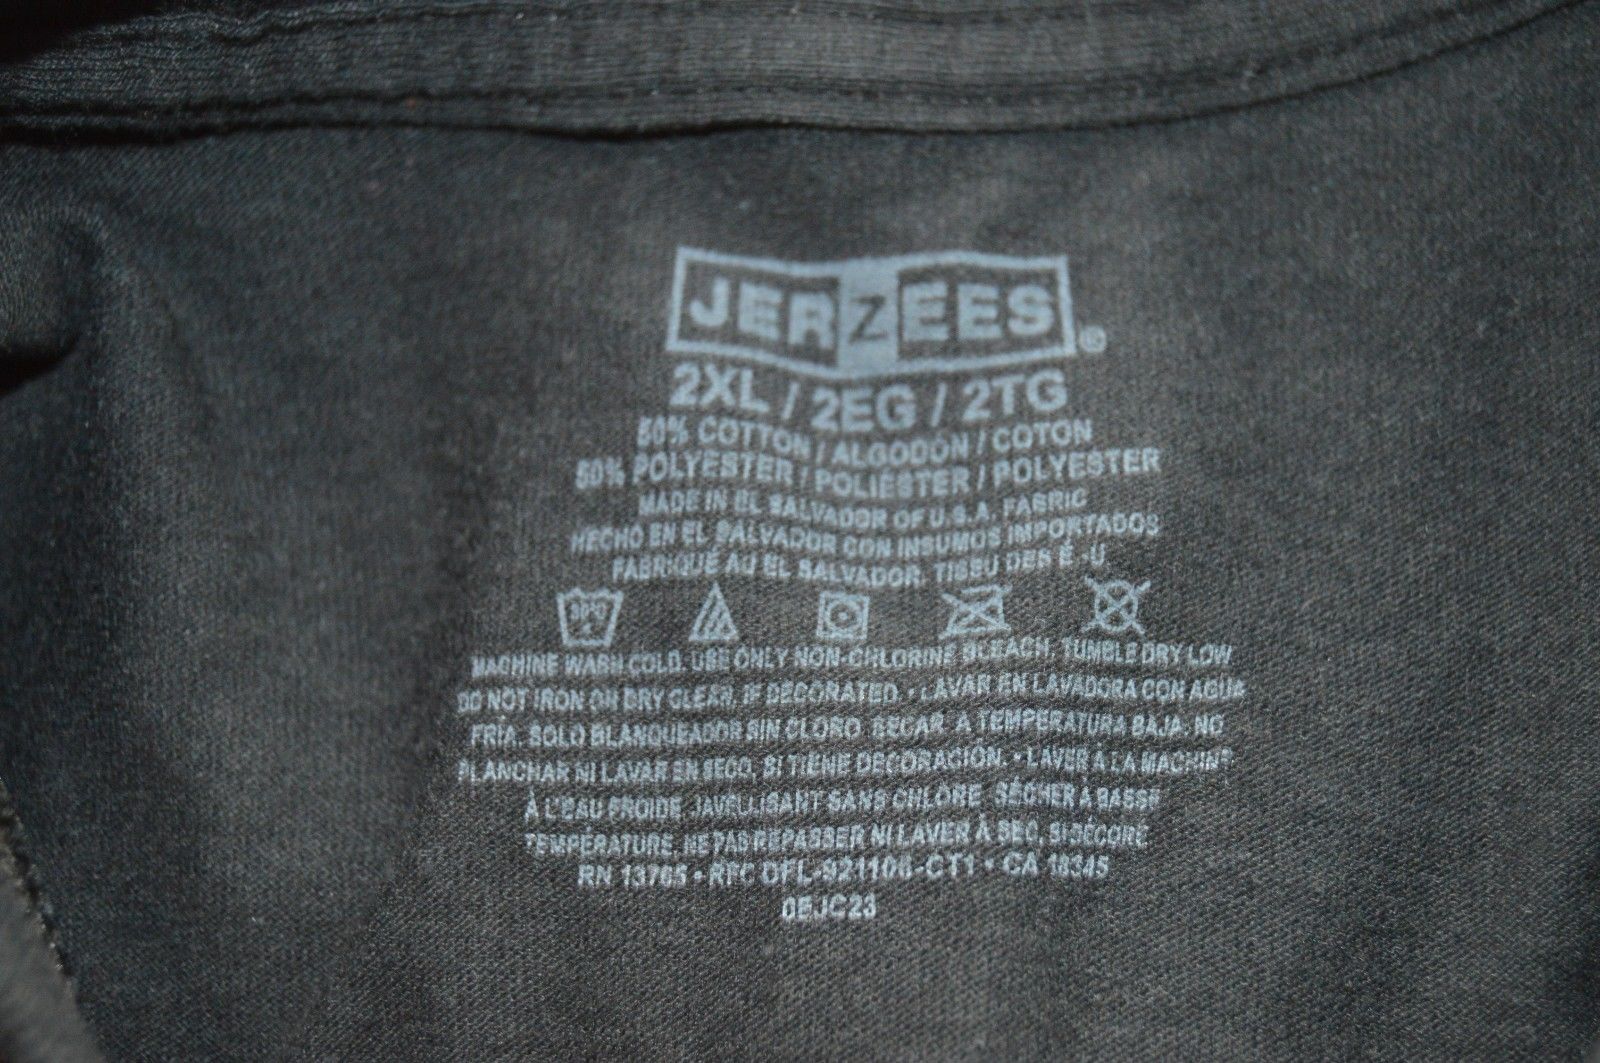 JERZEES®
2XL / 2EG / 2TG
50% COTTON / ALGODÓN / COTON
50% POLYESTER / POLIESTER / POLYESTER
MADE IN EL SALVADOR OF U.S.A. FABRIC
HECHO EN EL SALVADOR CON INSUMOS IMPORTADOS
FABRIQUÉ AU EL SALVADOR. TISSU DES É.-U
MACHINE WASH COLD. USE ONLY NON-CHLORINE BLEACH. TUMBLE DRY LOW
DO NOT IRON OR DRY CLEAN, IF DECORATED. • LAVAR EN LAVADORA CON AGUA
FRÍA. SOLO BLANQUEADOR SIN CLORO. SECAR A TEMPERATURA BAJA. NO
PLANCHAR NI LAVAR EN SECO, SI TIENE DECORACIÓN. • LAVER À LA MACHINE
À L'EAU FROIDE. JAVELLISANT SANS CHLORE. SÉCHER À BASSE
TEMPÉRATURE. NE PAS REPASSER NI LAVER À SEC, SI DÉCORÉ
RN 13765 • RFC DFL-921106-CT1 • CA 18345
0EJC23